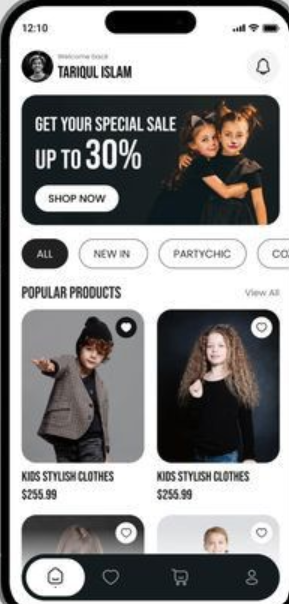 12:10
Welcome back
TARIQUL ISLAM
GET YOUR SPECIAL SALE
UP TO 30%
SHOP NOW
ALL
NEW IN
PARTYCHIC
CO
POPULAR PRODUCTS
View All
KIDS STYLISH CLOTHES
$255.99
KIDS STYLISH CLOTHES
$255.99